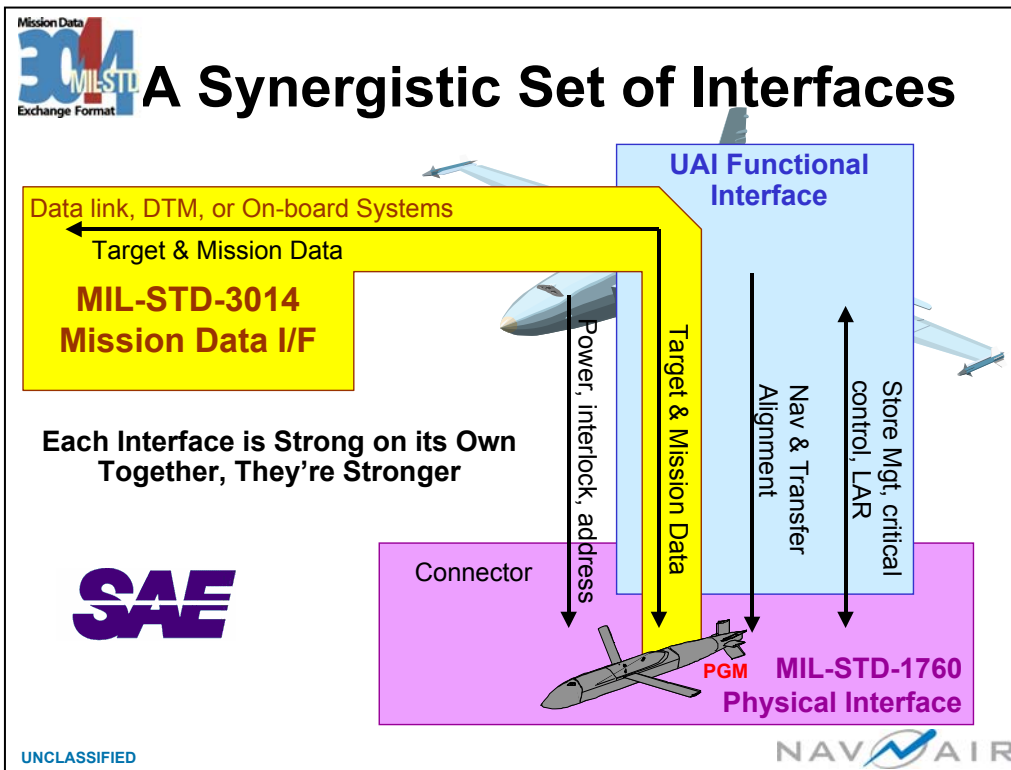 Mission Data
3014
MIL-STD
Exchange Format
A Synergistic Set of Interfaces
UAI Functional
Interface
Data link, DTM, or On-board Systems
Target & Mission Data
MIL-STD-3014
Mission Data I/F
Power, interlock, address
Target & Mission Data
Nav & Transfer
Alignment
Store Mgt, critical
control, LAR
Each Interface is Strong on its Own
Together, They're Stronger
Connector
SAE
PGM
MIL-STD-1760
Physical Interface
UNCLASSIFIED
NAVAIR